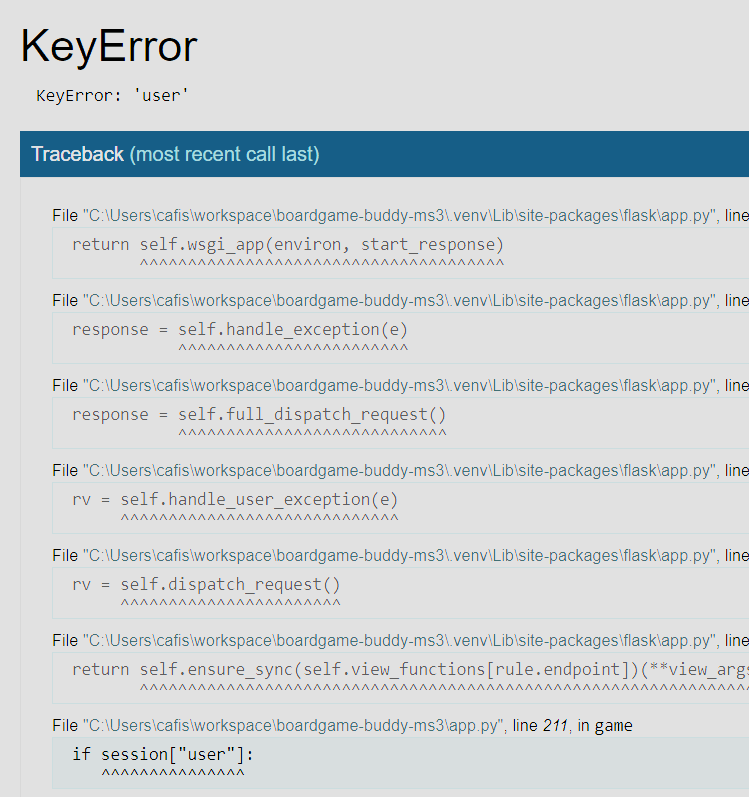 KeyError
KeyError: 'user'
Traceback (most recent call last)
File "C:\Users\cafis\workspace\boardgame-buddy-ms3\.venv\Lib\site-packages\flask\app.py", line
return self.wsgi_app(environ, start_response)
^^^^^^^^^^^^^^^^^^^^^^^^^^^^^^^^^^^^^^
File "C:\Users\cafis\workspace\boardgame-buddy-ms3\.venv\Lib\site-packages\flask\app.py", line
response = self.handle_exception(e)
^^^^^^^^^^^^^^^^^^^^^^^^
File "C:\Users\cafis\workspace\boardgame-buddy-ms3\.venv\Lib\site-packages\flask\app.py", line
response = self.full_dispatch_request()
^^^^^^^^^^^^^^^^^^^^^^^^^^^^
File "C:\Users\cafis\workspace\boardgame-buddy-ms3\.venv\Lib\site-packages\flask\app.py", line
rv = self.handle_user_exception(e)
^^^^^^^^^^^^^^^^^^^^^^^^^^^^^
File "C:\Users\cafis\workspace\boardgame-buddy-ms3\.venv\Lib\site-packages\flask\app.py", line
rv = self.dispatch_request()
^^^^^^^^^^^^^^^^^^^^^^^
File "C:\Users\cafis\workspace\boardgame-buddy-ms3\.venv\Lib\site-packages\flask\app.py", line
return self.ensure_sync(self.view_functions[rule.endpoint])(**view_args
^^^^^^^^^^^^^^^^^^^^^^^^^^^^^^^^^^^^^^^^^^^^^^^^^^^^^^^^^^^^^^^^
File "C:\Users\cafis\workspace\boardgame-buddy-ms3\app.py", line 211, in game
if session["user"]:
^^^^^^^^^^^^^^^